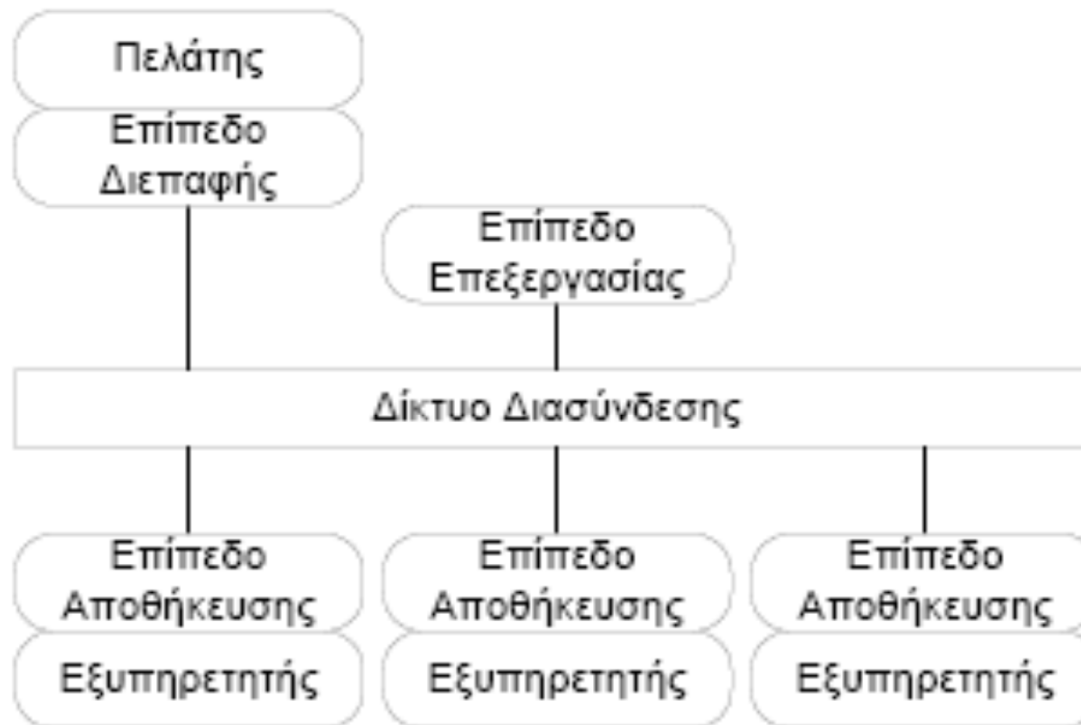 Πελάτης
Επίπεδο
Διεπαφής
Επίπεδο
Επεξεργασίας
Δίκτυο Διασύνδεσης
Επίπεδο
Αποθήκευσης
Εξυπηρετητής
Επίπεδο
Αποθήκευσης
Εξυπηρετητής
Επίπεδο
Αποθήκευσης
Εξυπηρετητής